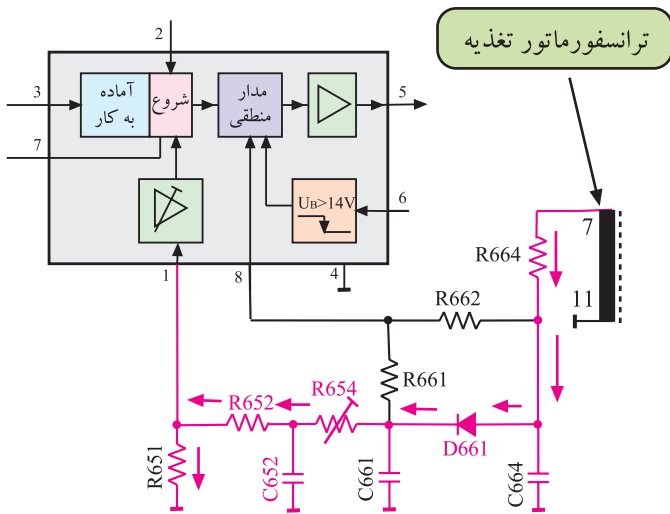 ترانسفورماتور تغذیه
2
3
آماده
به کار
شروع
مدار
منطقی
5
7
UB>14V
6
1
8
4
7
R664
11
R662
R661
R654
R652
D661
R651
C652
C661
C664